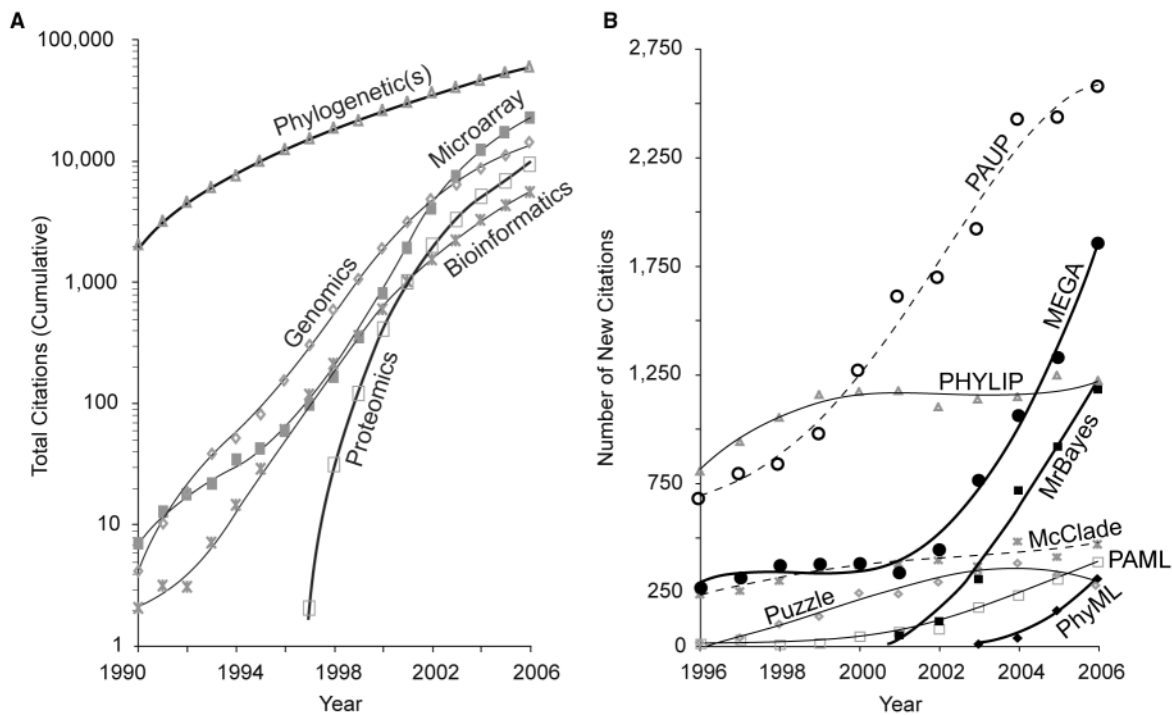 A
Total Citations (Cumulative)
100,000
10,000
1,000
100
10
1
1990
1994
1998
2002
2006
Year
Phylogenetic(s)
Microarray
Genomics
Bioinformatics
Proteomics
B
Number of New Citations
2,750
2,250
1,750
1,250
750
250
0
1996
1998
2000
2002
2004
2006
Year
PAUP
MEGA
PHYLIP
MrBayes
McClade
PAML
Puzzle
PhyML